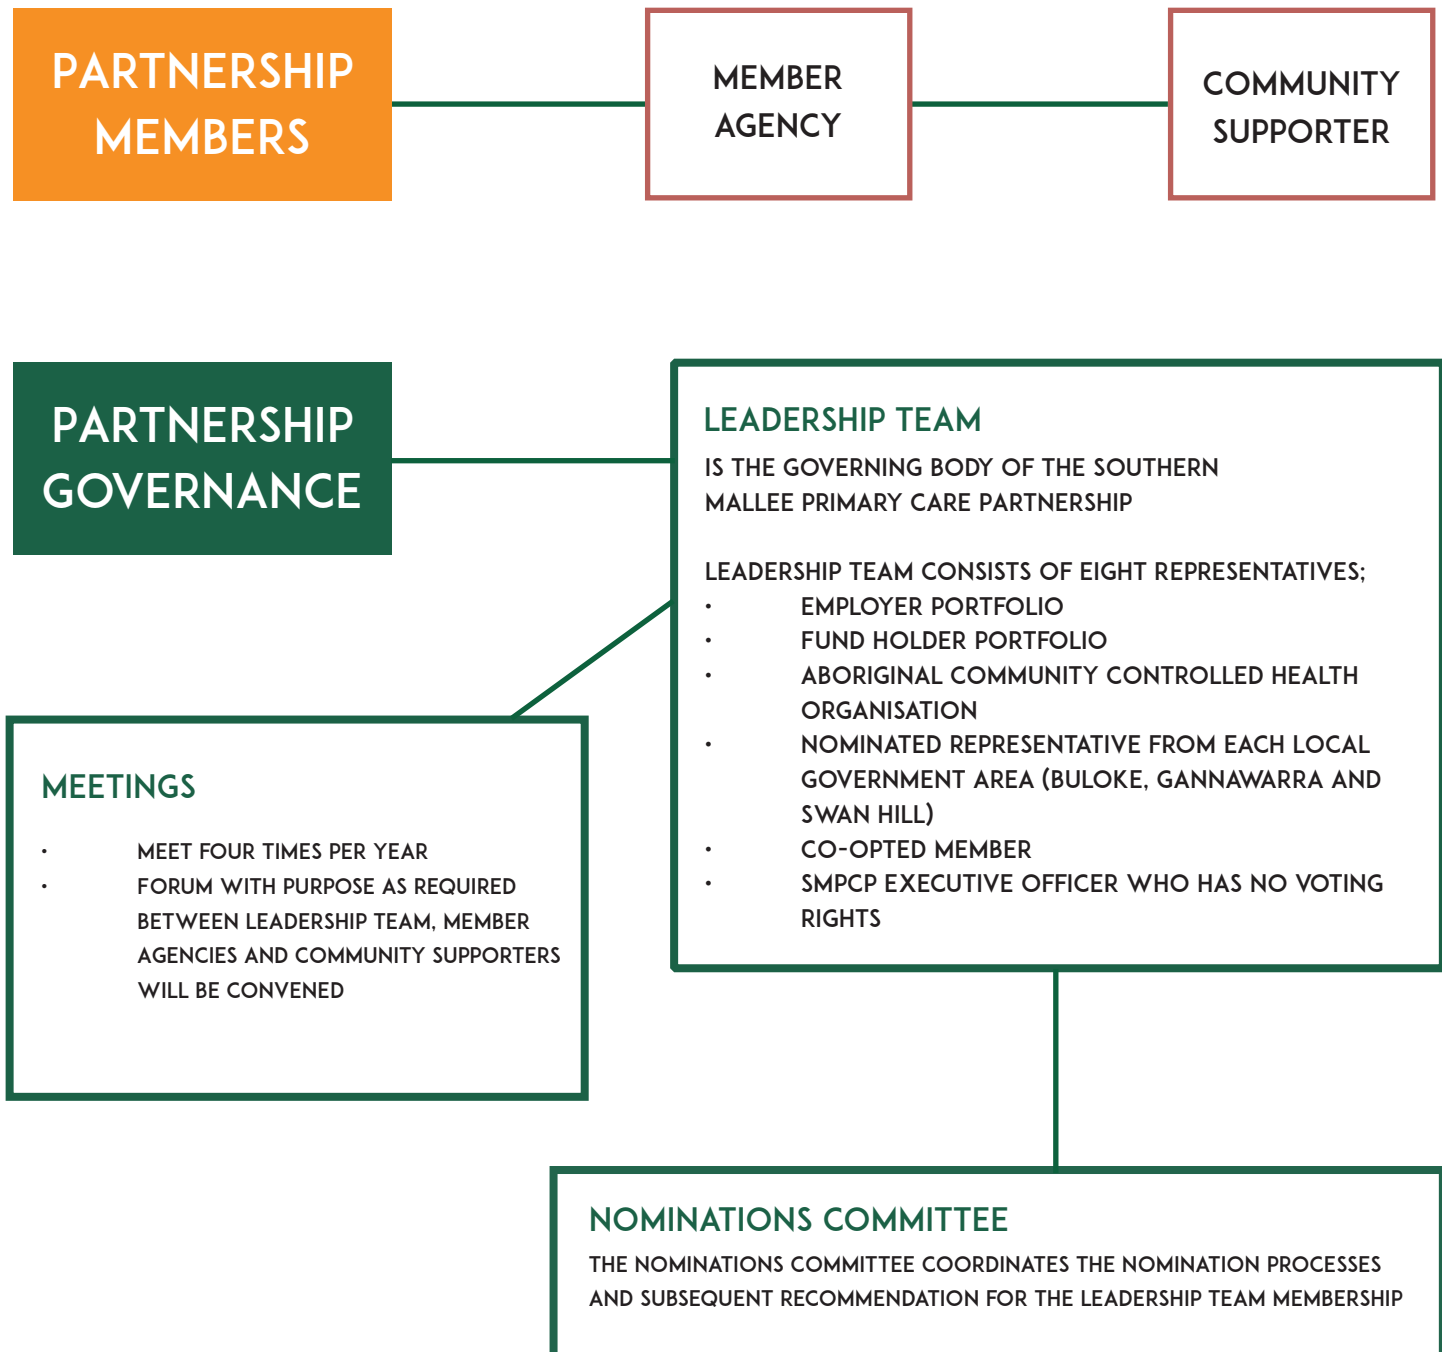 PARTNERSHIP
MEMBERS
MEMBER
AGENCY
COMMUNITY
SUPPORTER
PARTNERSHIP
GOVERNANCE
LEADERSHIP TEAM
IS THE GOVERNING BODY OF THE SOUTHERN
MALLEE PRIMARY CARE PARTNERSHIP
LEADERSHIP TEAM CONSISTS OF EIGHT REPRESENTATIVES;
• EMPLOYER PORTFOLIO
• FUND HOLDER PORTFOLIO
• ABORIGINAL COMMUNITY CONTROLLED HEALTH
ORGANISATION
• NOMINATED REPRESENTATIVE FROM EACH LOCAL
GOVERNMENT AREA (BULOKE, GANNAWARRA AND
SWAN HILL)
• CO-OPTED MEMBER
• SMPCP EXECUTIVE OFFICER WHO HAS NO VOTING
RIGHTS
MEETINGS
• MEET FOUR TIMES PER YEAR
• FORUM WITH PURPOSE AS REQUIRED
BETWEEN LEADERSHIP TEAM, MEMBER
AGENCIES AND COMMUNITY SUPPORTERS
WILL BE CONVENED
NOMINATIONS COMMITTEE
THE NOMINATIONS COMMITTEE COORDINATES THE NOMINATION PROCESSES
AND SUBSEQUENT RECOMMENDATION FOR THE LEADERSHIP TEAM MEMBERSHIP